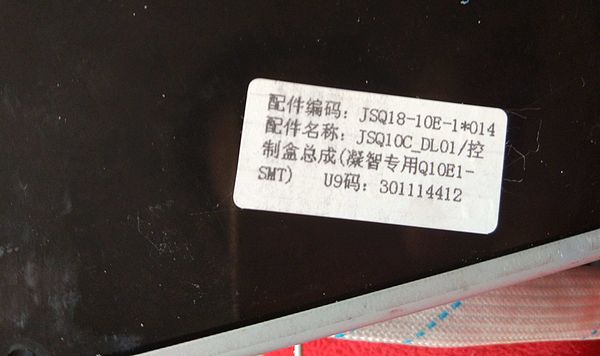 配件编码: JSQ18-10E-1*014
配件名称: JSQ10C_DL01/控
制盒总成(凝智专用Q10E1-
SMT) U9码: 301114412